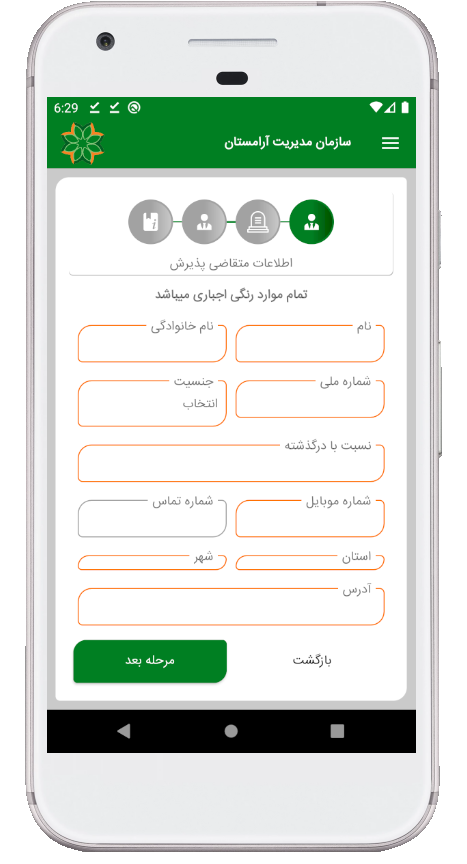 6:29
سازمان مدیریت آرامستان
اطلاعات متقاضی پذیرش
تمام موارد رنگی اجباری میباشد
نام
نام خانوادگی
شماره ملی
جنسیت
انتخاب
نسبت با درگذشته
شماره موبایل
شماره تماس
استان
شهر
آدرس
بازگشت
مرحله بعد